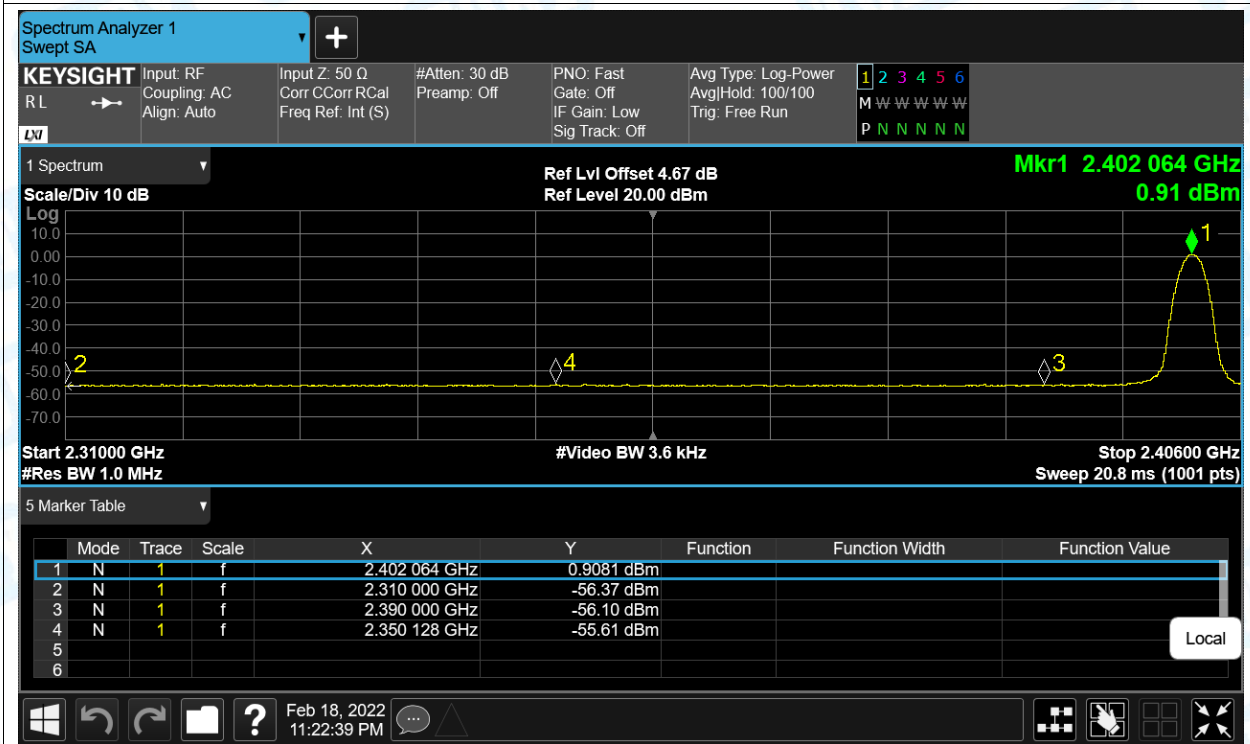 Spectrum Analyzer 1
Swept SA
KEYSIGHT
RL
LXI
Input: RF
Coupling: AC
Align: Auto
Input Z: 50 Ω
Corr CCorr RCal
Freq Ref: Int (S)
#Atten: 30 dB
Preamp: Off
PNO: Fast
Gate: Off
IF Gain: Low
Sig Track: Off
Avg Type: Log-Power
Avg|Hold: 100/100
Trig: Free Run
1 2 3 4 5 6
M W W W W W
P N N N N N
1 Spectrum
Scale/Div 10 dB
Ref Lvl Offset 4.67 dB
Ref Level 20.00 dBm
Mkr1 2.402 064 GHz
0.91 dBm
Log
10.0
0.00
-10.0
-20.0
-30.0
-40.0
-50.0
-60.0
-70.0
1
2
4
3
Start 2.31000 GHz
#Video BW 3.6 kHz
Stop 2.40600 GHz
#Res BW 1.0 MHz
Sweep 20.8 ms (1001 pts)
5 Marker Table
Mode Trace Scale X Y Function Function Width Function Value
1 N 1 f 2.402 064 GHz 0.9081 dBm
2 N 1 f 2.310 000 GHz -56.37 dBm
3 N 1 f 2.390 000 GHz -56.10 dBm
4 N 1 f 2.350 128 GHz -55.61 dBm
5
6
Local
?
Feb 18, 2022
11:22:39 PM